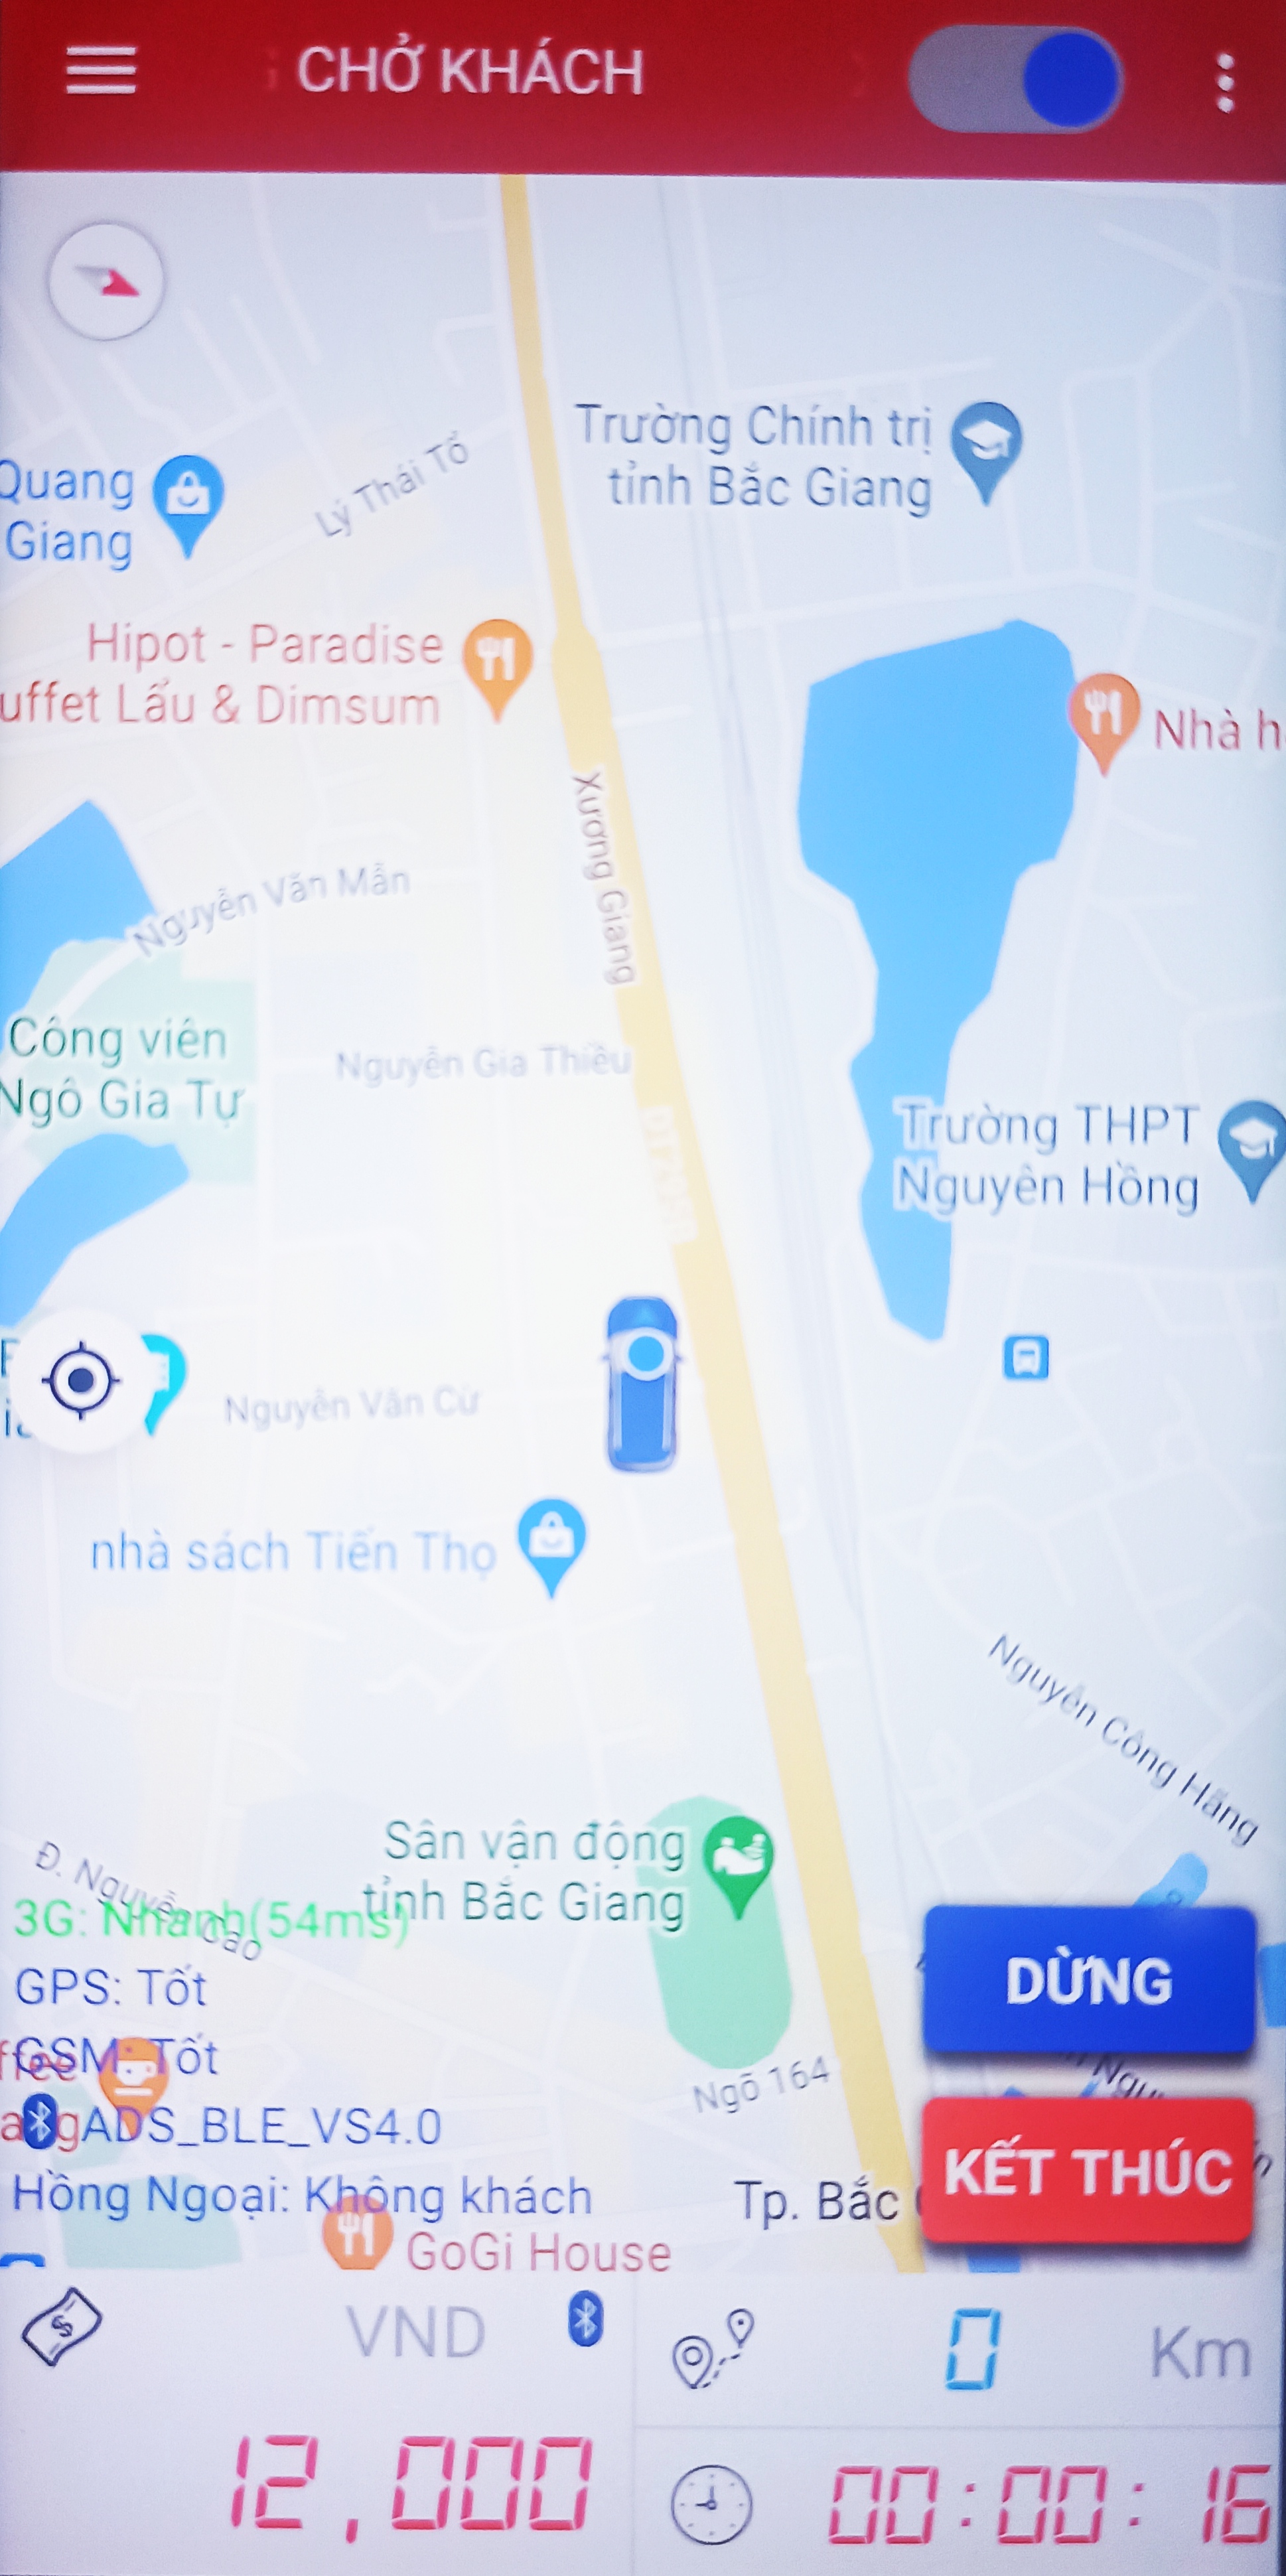 CHỞ KHÁCH
Trường Chính trị
tỉnh Bắc Giang
Lý Thái Tổ
Quang
Giang
Hipot - Paradise
uffet Lẩu & Dimsum
Nhà h
Xương Giang
Nguyễn Văn Mẫn
Công viên
Ngô Gia Tự
Nguyễn Gia Thiều
Trường THPT
Nguyên Hồng
Nguyễn Văn Cừ
nhà sách Tiến Thọ
Nguyễn Công Hãng
Sân vận động
tỉnh Bắc Giang
Đ. Nguyễn Cao
3G: Nhanh(54ms)
GPS: Tốt
DỪNG
GSM: Tốt
ffee
Ngõ 164
ADS_BLE_VS4.0
Hồng Ngoại: Không khách
Tp. Bắc
KẾT THÚC
GoGi House
VND
0 Km
12,000
00:00:16